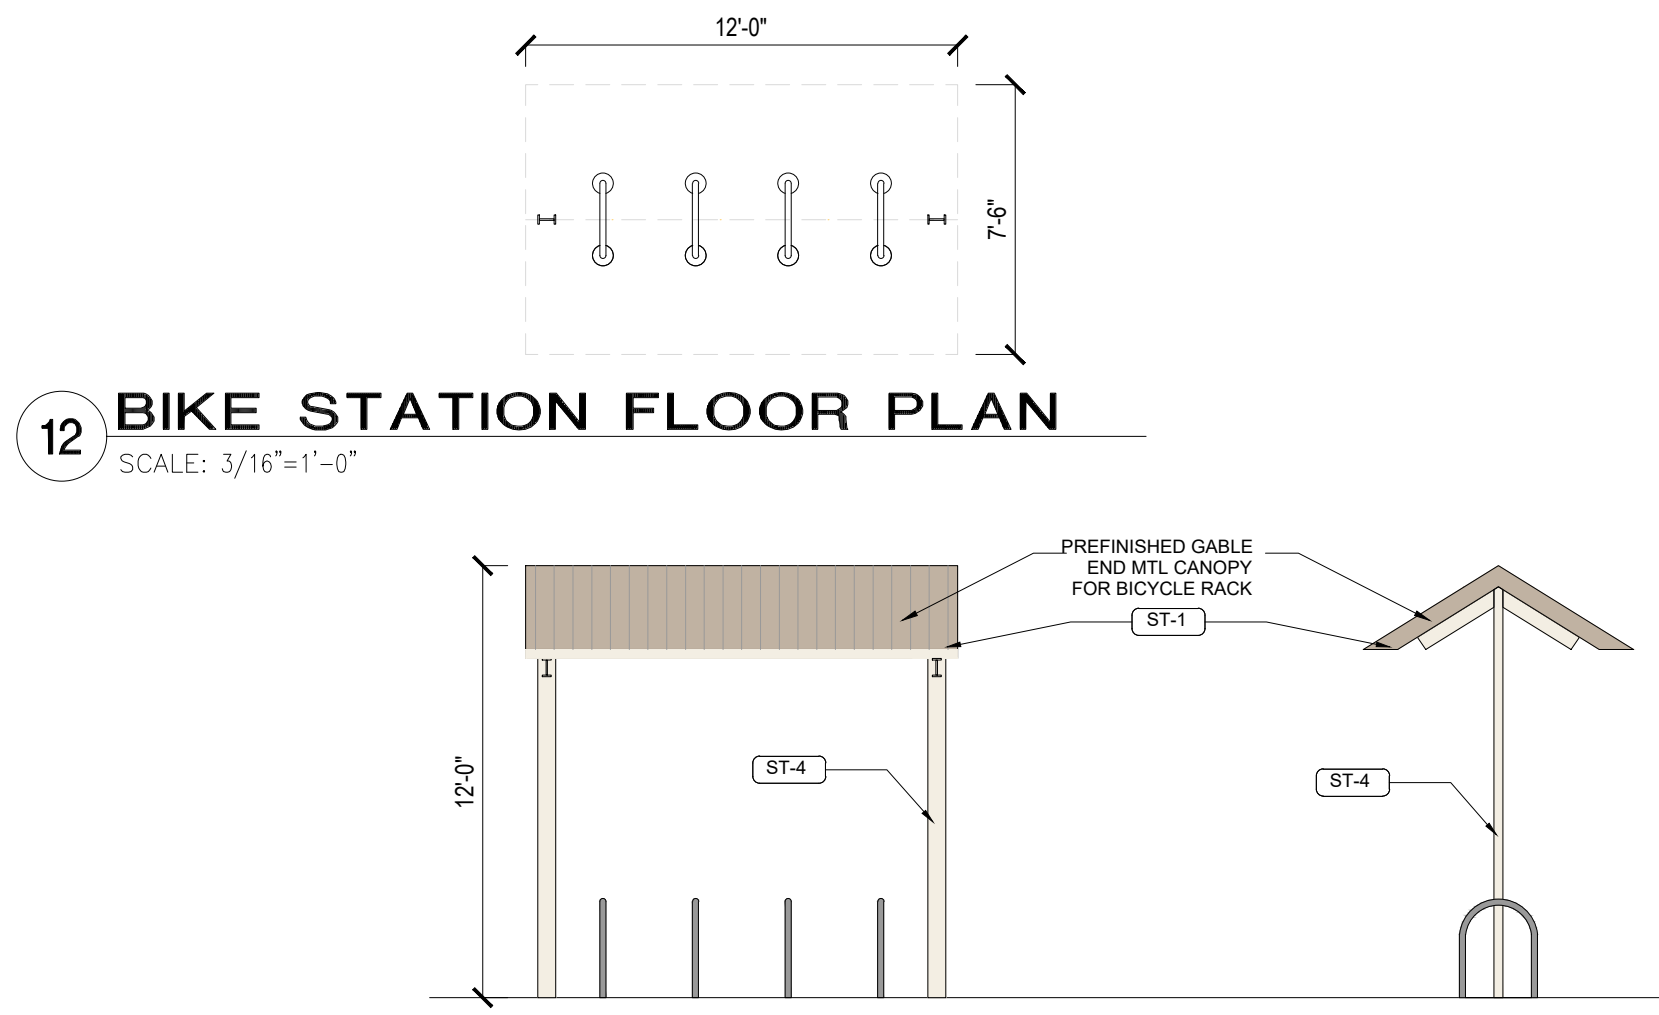 12'-0"
7'-6"
12
BIKE STATION FLOOR PLAN
SCALE: 3/16"=1'-0"
PREFINISHED GABLE
END MTL CANOPY
FOR BICYCLE RACK
ST-1
12'-0"
ST-4
ST-4